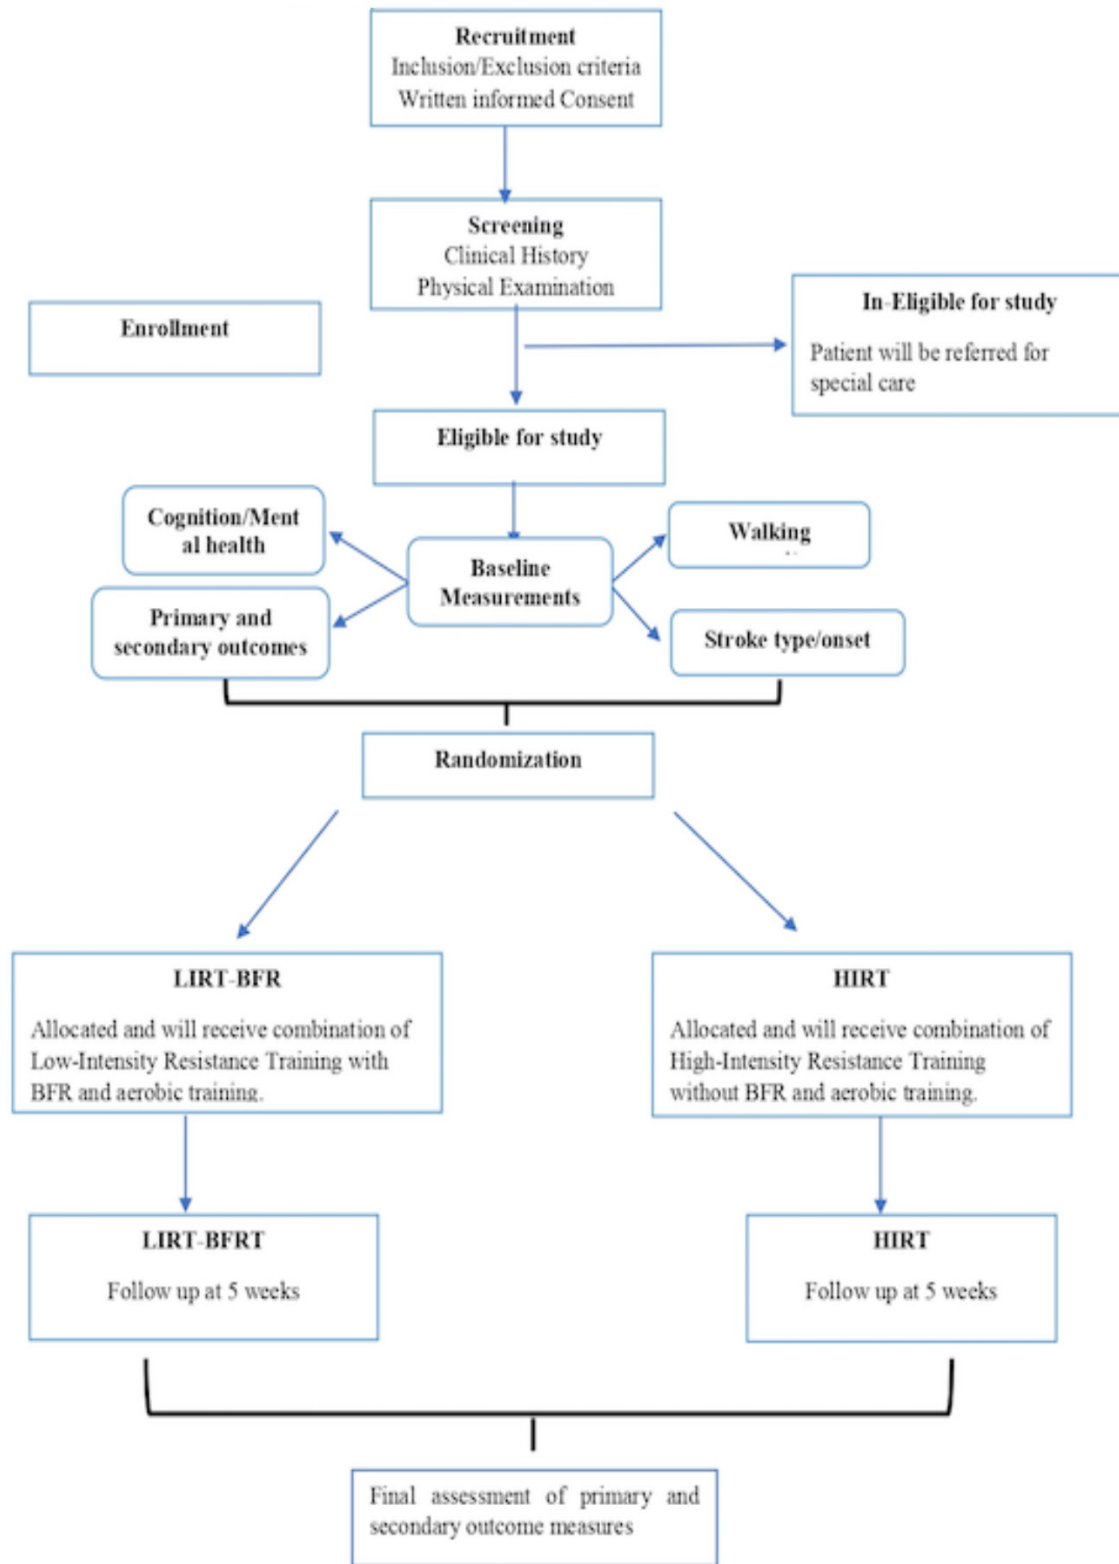 Recruitment
Inclusion/Exclusion criteria
Written informed Consent
Screening
Clinical History
Physical Examination
In-Eligible for study
Patient will be referred for
special care
Enrollment
Eligible for study
Cognition/Ment
al health
Walking
Baseline
Measurements
Primary and
secondary outcomes
Stroke type/onset
Randomization
LIRT-BFR
Allocated and will receive combination of
Low-Intensity Resistance Training with
BFR and aerobic training.
HIRT
Allocated and will receive combination of
High-Intensity Resistance Training
without BFR and aerobic training.
LIRT-BFRT
Follow up at 5 weeks
HIRT
Follow up at 5 weeks
Final assessment of primary and
secondary outcome measures